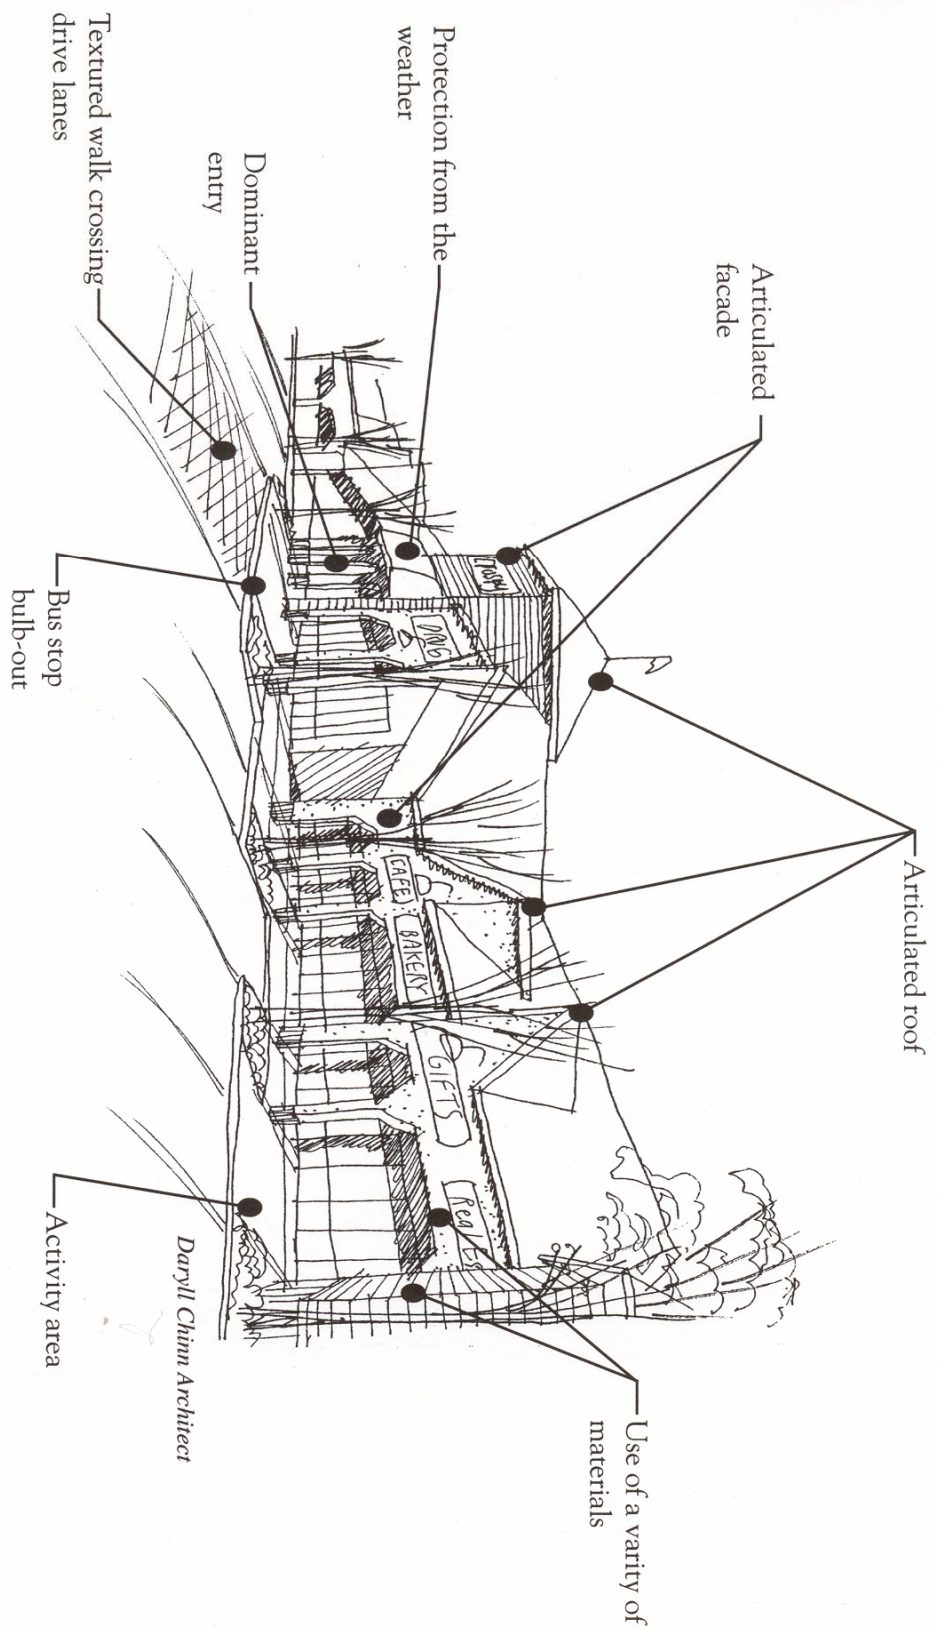 Articulated roof
Articulated
facade
Use of a varity of
materials
Protection from the
weather
Dominant
entry
Textured walk crossing
drive lanes
CAFE
BAKERY
GIFTS
Bus stop
bulb-out
Activity area
Daryll Chinn Architect